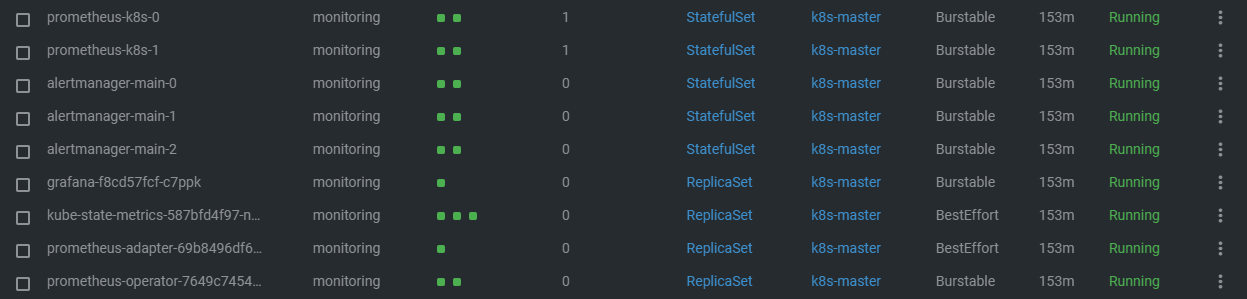 prometheus-k8s-0 monitoring 1 StatefulSet k8s-master Burstable 153m Running
prometheus-k8s-1 monitoring 1 StatefulSet k8s-master Burstable 153m Running
alertmanager-main-0 monitoring 0 StatefulSet k8s-master Burstable 153m Running
alertmanager-main-1 monitoring 0 StatefulSet k8s-master Burstable 153m Running
alertmanager-main-2 monitoring 0 StatefulSet k8s-master Burstable 153m Running
grafana-f8cd57fcf-c7ppk monitoring 0 ReplicaSet k8s-master Burstable 153m Running
kube-state-metrics-587bfd4f97-n… monitoring 0 ReplicaSet k8s-master BestEffort 153m Running
prometheus-adapter-69b8496df6… monitoring 0 ReplicaSet k8s-master BestEffort 153m Running
prometheus-operator-7649c7454… monitoring 0 ReplicaSet k8s-master Burstable 153m Running